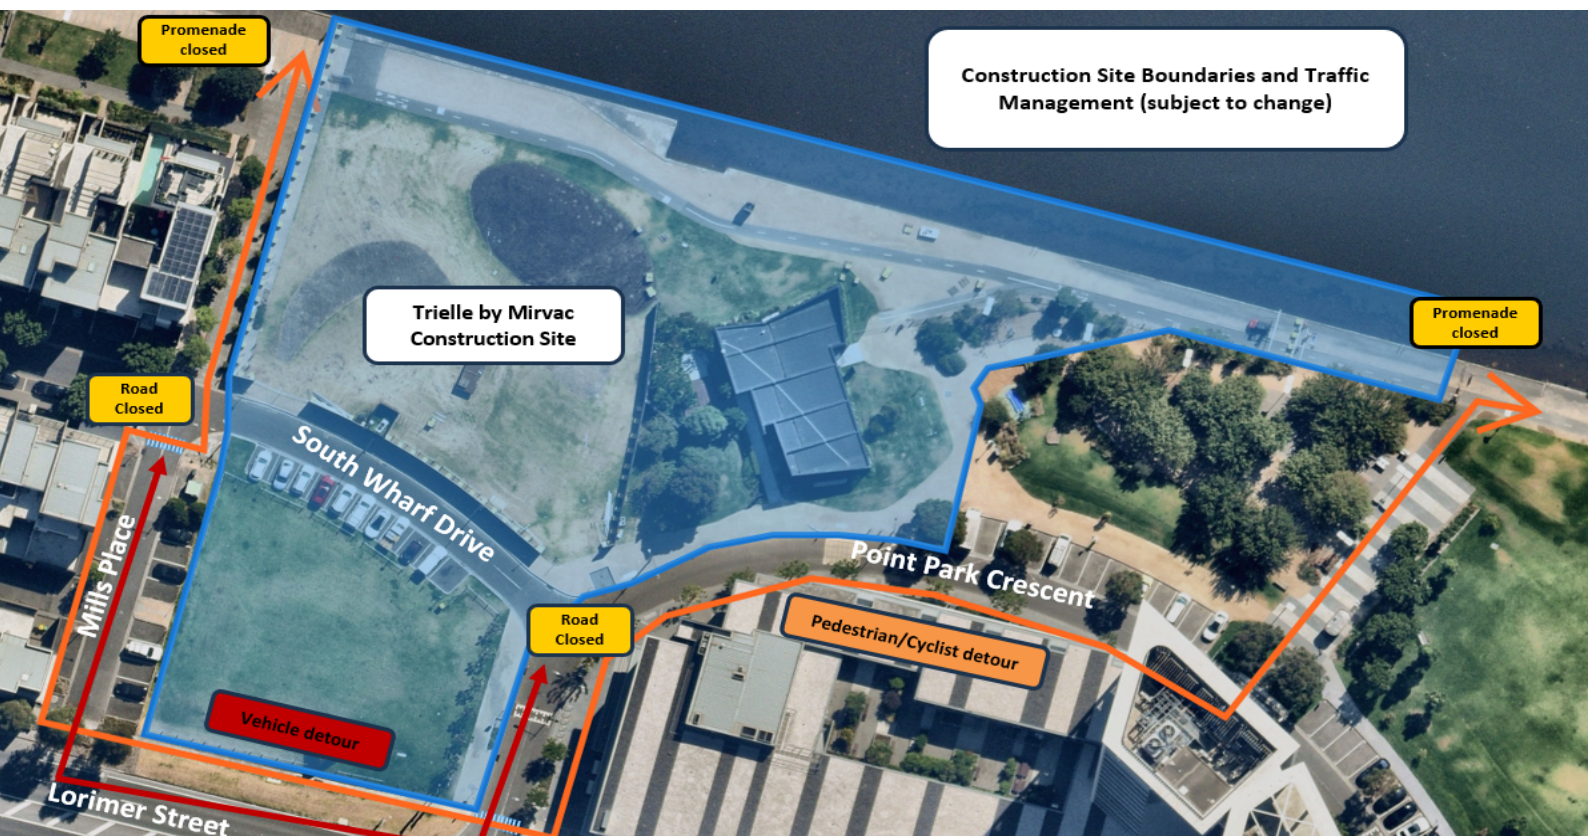 Promenade
closed
Construction Site Boundaries and Traffic
Management (subject to change)
Trielle by Mirvac
Construction Site
Promenade
closed
Road
Closed
South Wharf Drive
Mills Place
Point Park Crescent
Road
Closed
Pedestrian/Cyclist detour
Vehicle detour
Lorimer Street